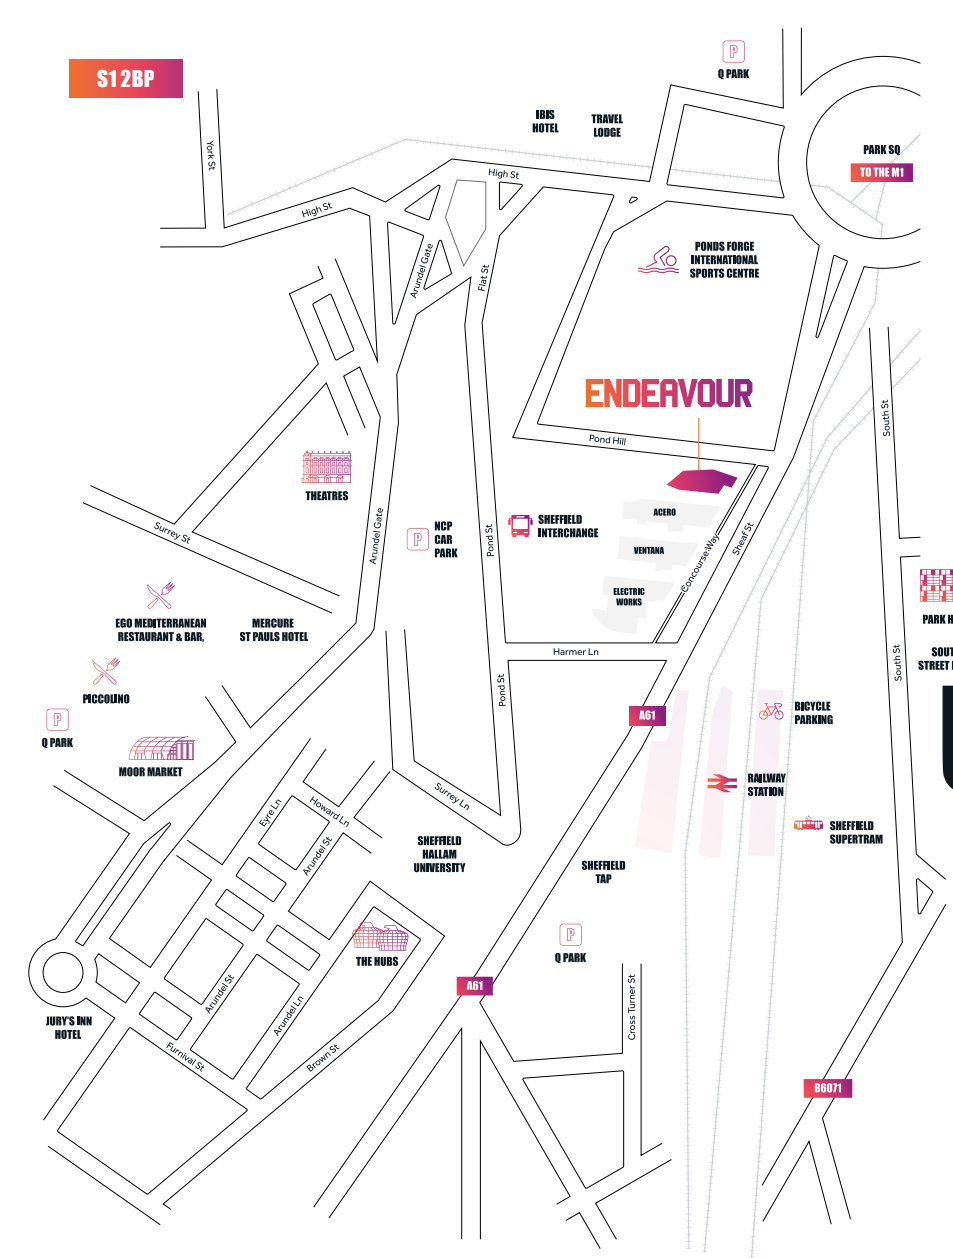 S1 2BP
P
Q PARK
IBIS
HOTEL
TRAVEL
LODGE
PARK SQ
TO THE M1
York St
High St
High St
Arundel Gate
Flat St
PONDS FORGE
INTERNATIONAL
SPORTS CENTRE
ENDEAVOUR
South St
Pond Hill
THEATRES
Surrey St
Arundel Gate
P
NCP
CAR
PARK
Pond St
SHEFFIELD
INTERCHANGE
ACERO
VENTANA
ELECTRIC
WORKS
Concourse Way
Sheaf St
EGO MEDITERRANEAN
RESTAURANT & BAR,
MERCURE
ST PAULS HOTEL
PARK H
Harmer Ln
South St
SOUT
STREET
PICCOLINO
Pond St
P
Q PARK
A61
BICYCLE
PARKING
MOOR MARKET
RAILWAY
STATION
Surrey Ln
Eyre Ln
Howard Ln
Arundel St
SHEFFIELD
HALLAM
UNIVERSITY
SHEFFIELD
SUPERTRAM
SHEFFIELD
TAP
P
Q PARK
THE HUBS
A61
Arundel St
Arundel Ln
Cross Turner St
JURY'S INN
HOTEL
Furnival St
Brown St
B6071